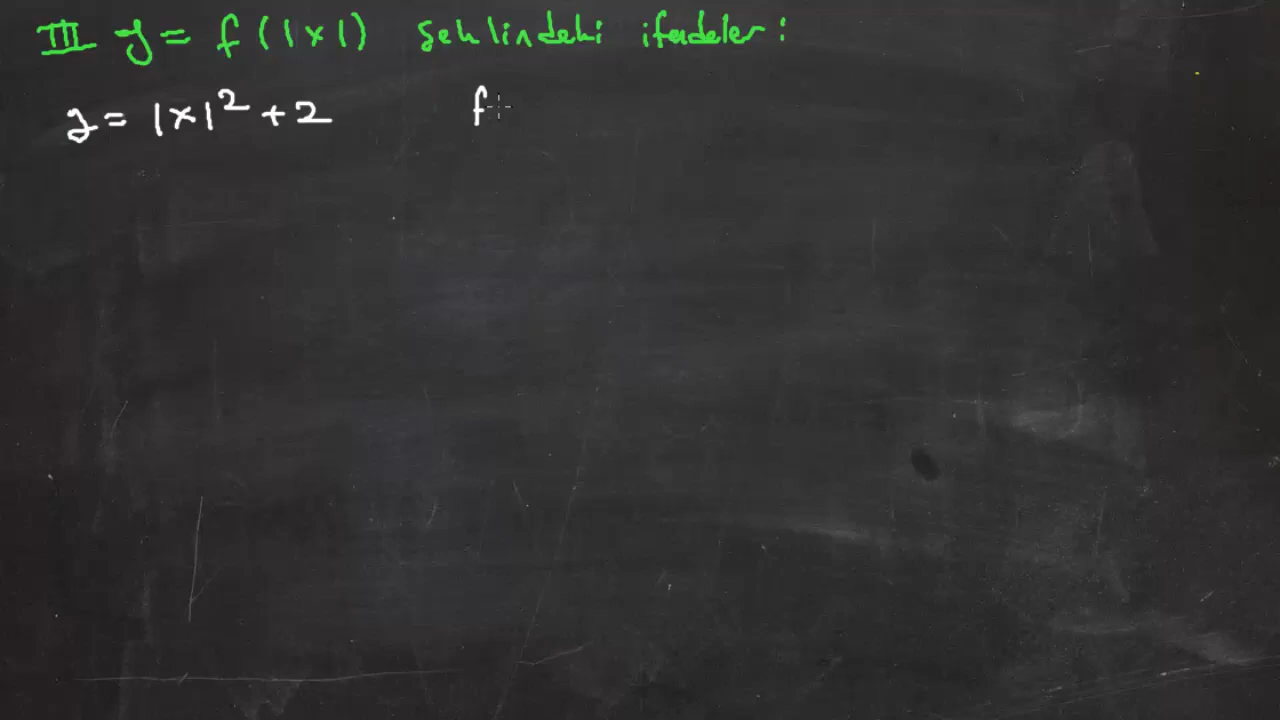 III y = f(|x|) şeklindeki ifadeler:
y = |x|² + 2 f